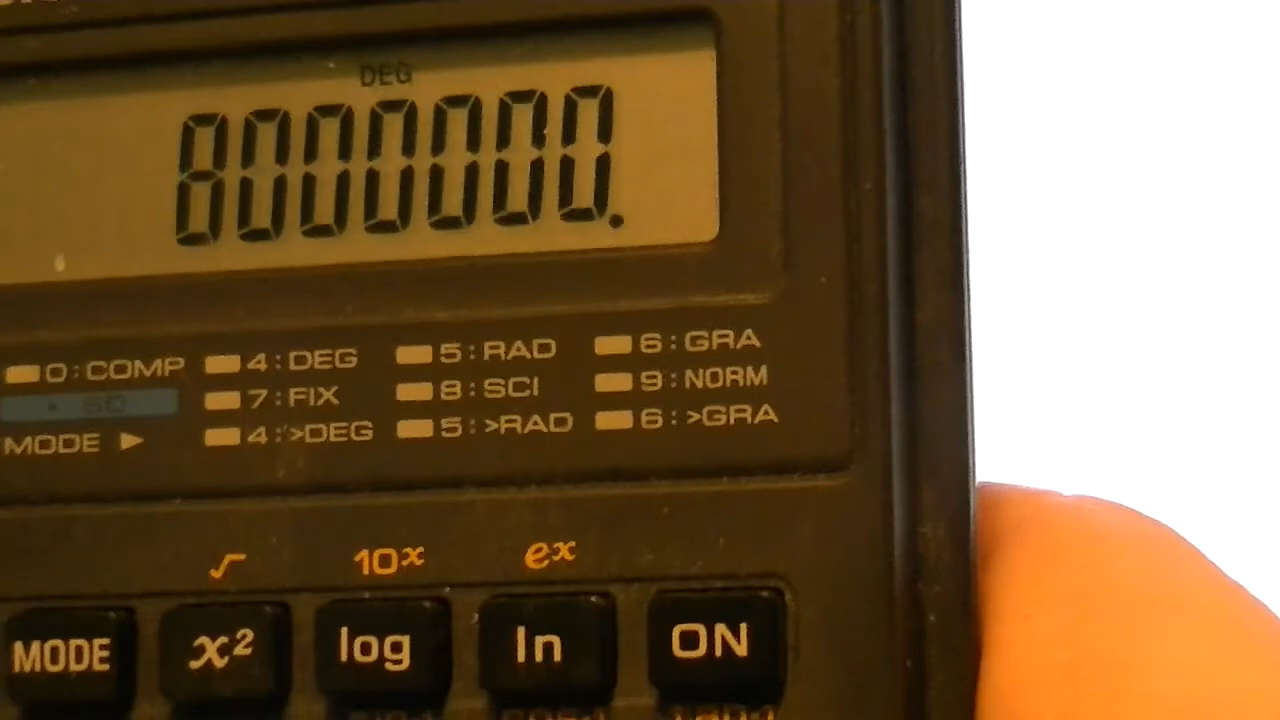 DEG
8000000.
0:COMP 4:DEG 5:RAD 6:GRA
• SD 7:FIX 8:SCI 9:NORM
MODE ▶ 4:>DEG 5:>RAD 6:>GRA
√ 10ˣ eˣ
MODE x² log ln ON